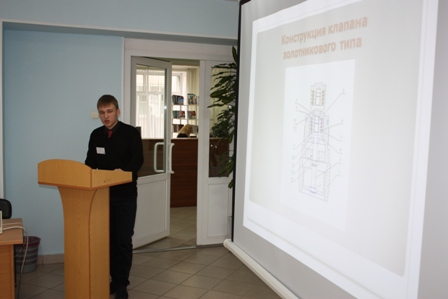 Конструкция клапана
золотникового типа